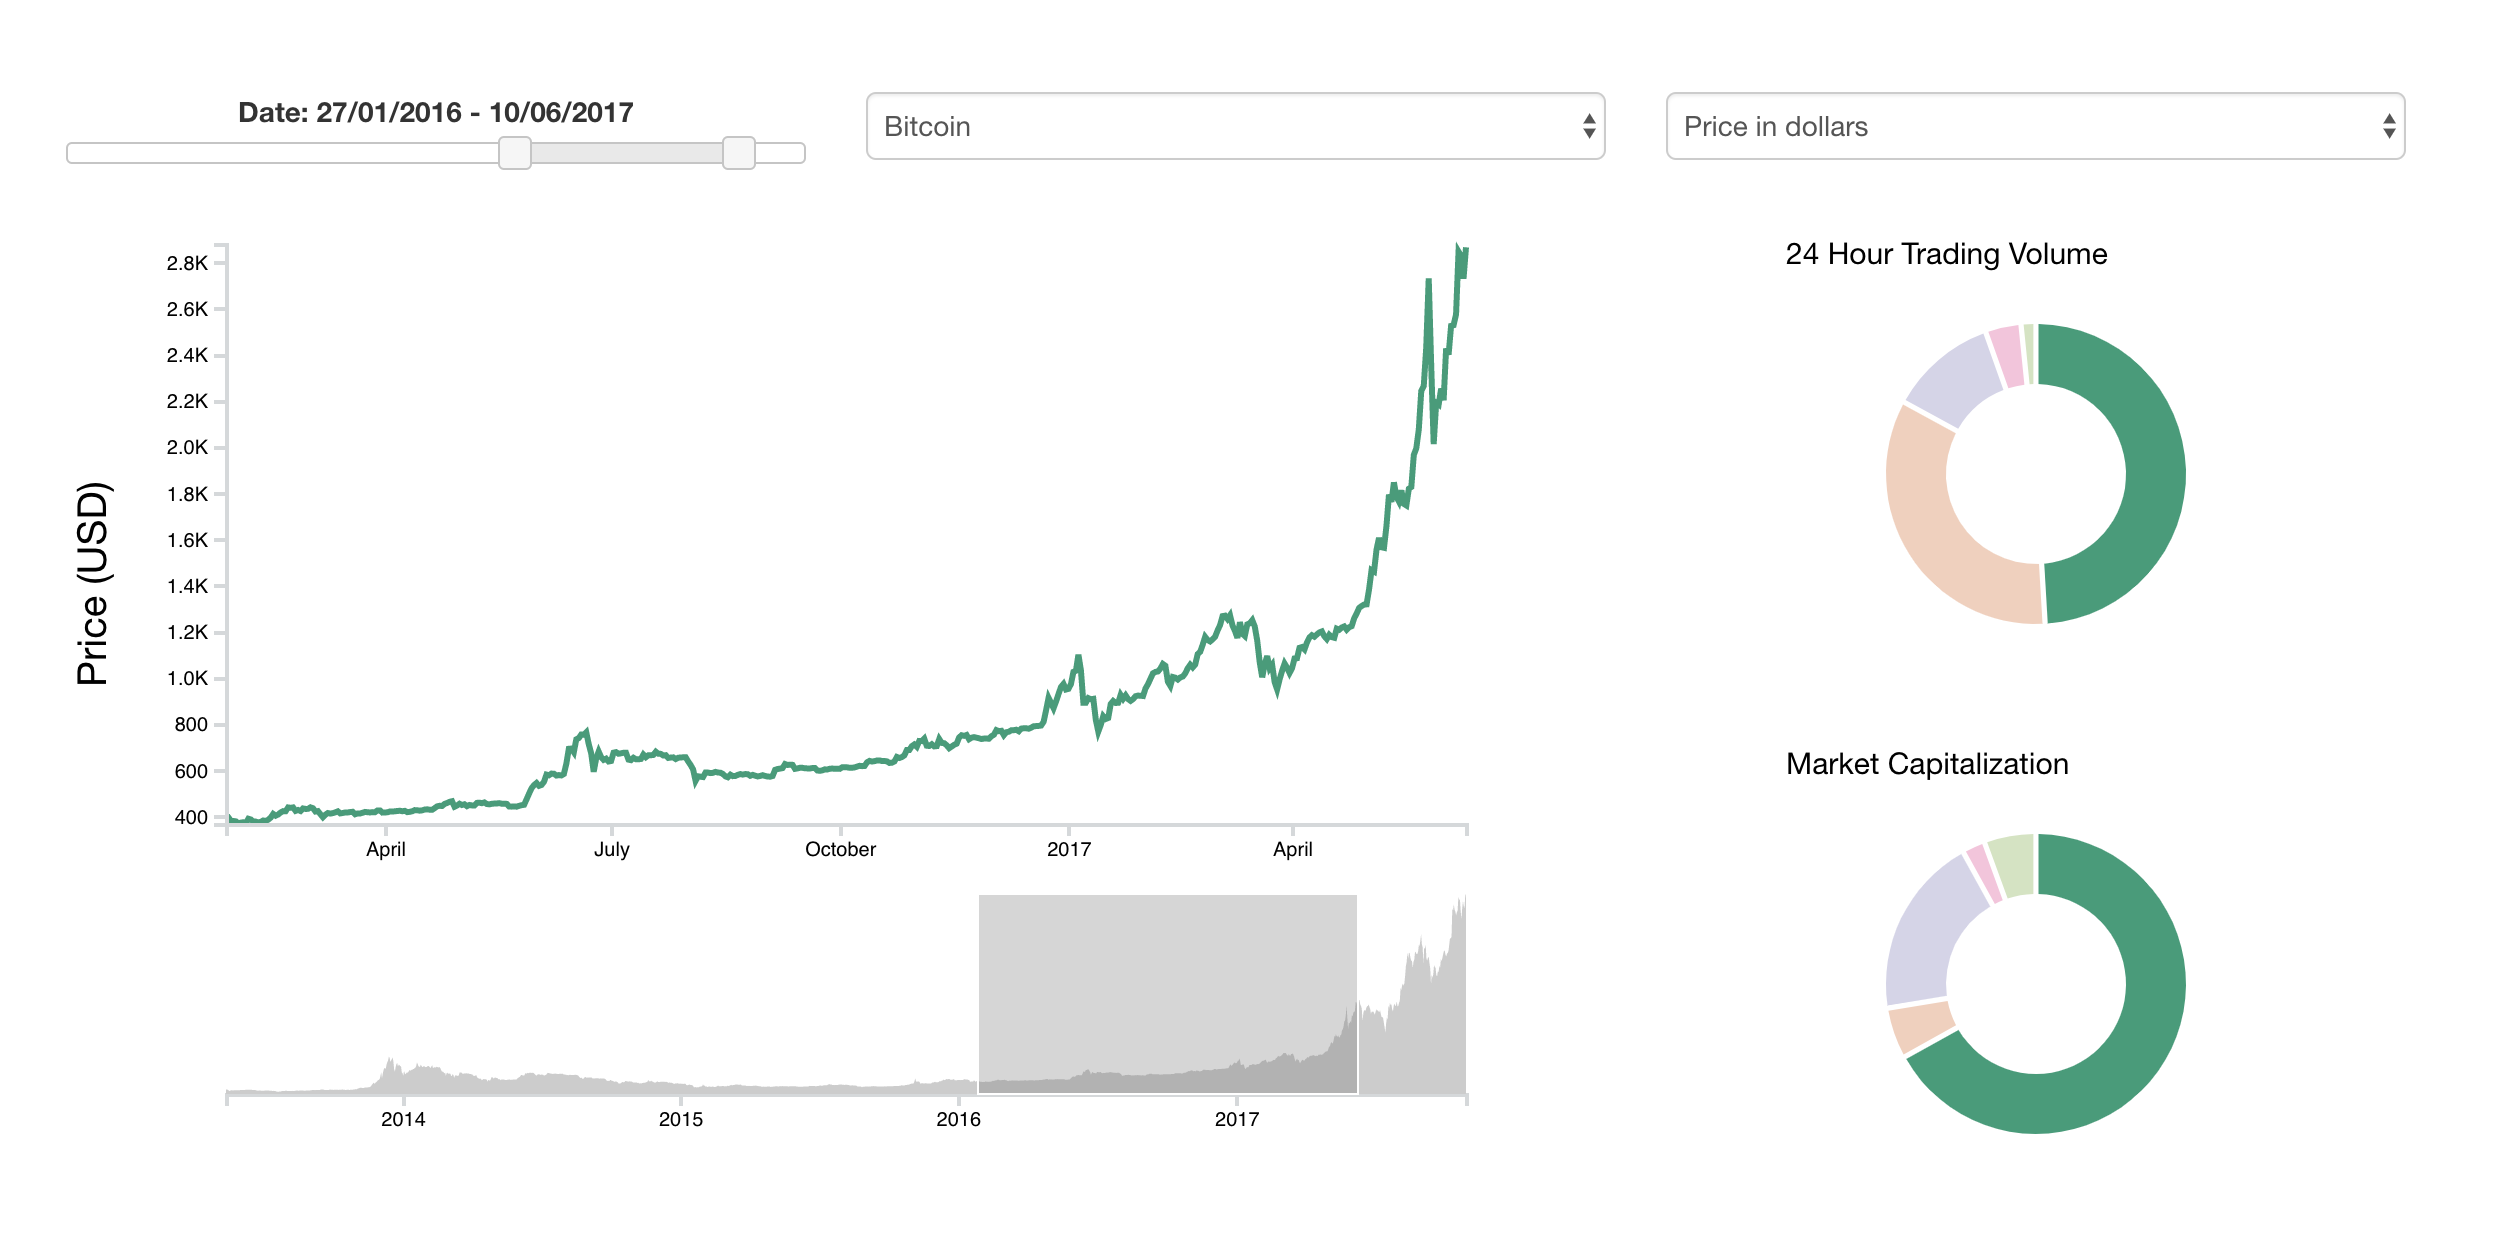 Date: 27/01/2016 - 10/06/2017
Bitcoin
Price in dollars
Price (USD)
2.8K
2.6K
2.4K
2.2K
2.0K
1.8K
1.6K
1.4K
1.2K
1.0K
800
600
400
April
July
October
2017
April
2014
2015
2016
2017
24 Hour Trading Volume
Market Capitalization